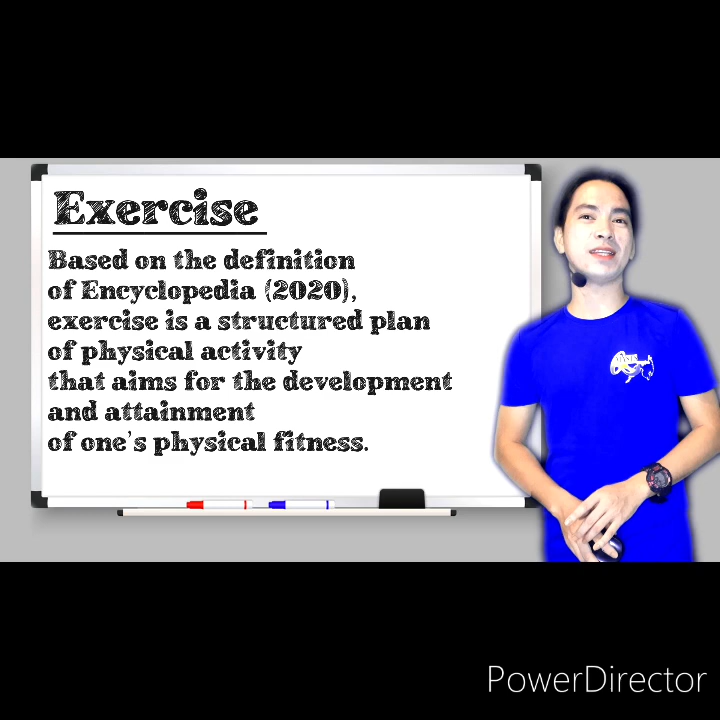 Exercise
Based on the definition
of Encyclopedia (2020),
exercise is a structured plan
of physical activity
that aims for the development
and attainment
of one's physical fitness.
PowerDirector